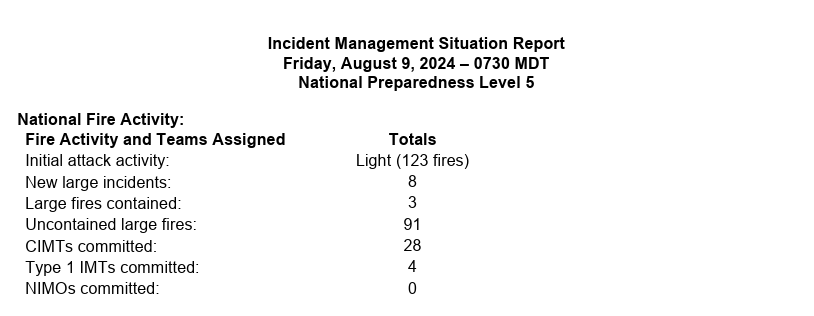 Incident Management Situation Report
Friday, August 9, 2024 – 0730 MDT
National Preparedness Level 5
National Fire Activity:
Fire Activity and Teams Assigned Totals
Initial attack activity: Light (123 fires)
New large incidents: 8
Large fires contained: 3
Uncontained large fires: 91
CIMTs committed: 28
Type 1 IMTs committed: 4
NIMOs committed: 0